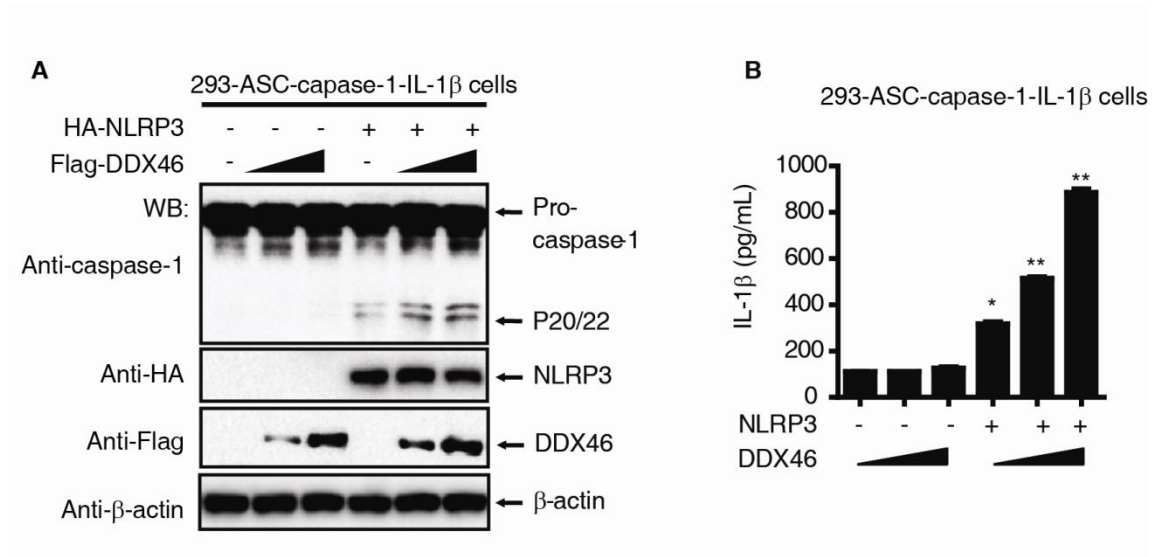 A
293-ASC-capase-1-IL-1β cells
HA-NLRP3 - - - + + +
Flag-DDX46 - -
WB:
Pro-
caspase-1
Anti-caspase-1
P20/22
Anti-HA
NLRP3
Anti-Flag
DDX46
Anti-β-actin
β-actin
B
293-ASC-capase-1-IL-1β cells
IL-1β (pg/mL)
1000
800
600
400
200
0
* ** **
NLRP3 - - - + + +
DDX46